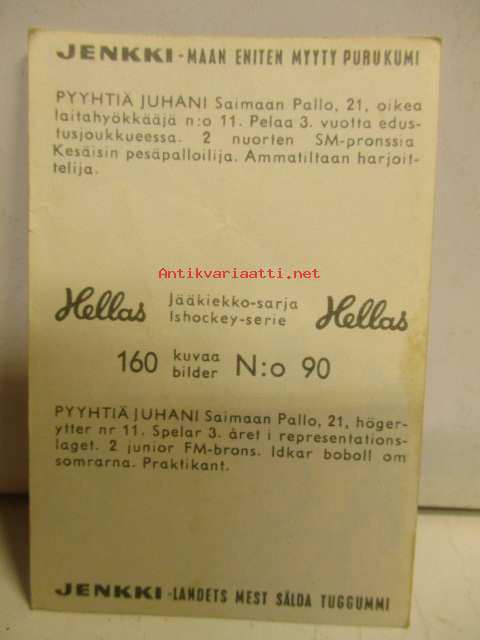 JENKKI - MAAN ENITEN MYYTY PURUKUMI
PYYHTIÄ JUHANI Saimaan Pallo, 21, oikea
laitahyökkääjä n:o 11. Pelaa 3. vuotta edus-
tusjoukkueessa. 2 nuorten SM-pronssia
Kesäisin pesäpalloilija. Ammatiltaan harjoit-
telija.
Antikvariaatti.net
Hellas Jääkiekko-sarja Hellas
Ishockey-serie
160 kuvaa N:o 90
bilder
PYYHTIÄ JUHANI Saimaan Pallo, 21, höger-
ytter nr 11. Spelar 3. året i representations-
laget. 2 junior FM-brons. Idkar boboll om
somrarna. Praktikant.
JENKKI - LANDETS MEST SÅLDA TUGGUMMI